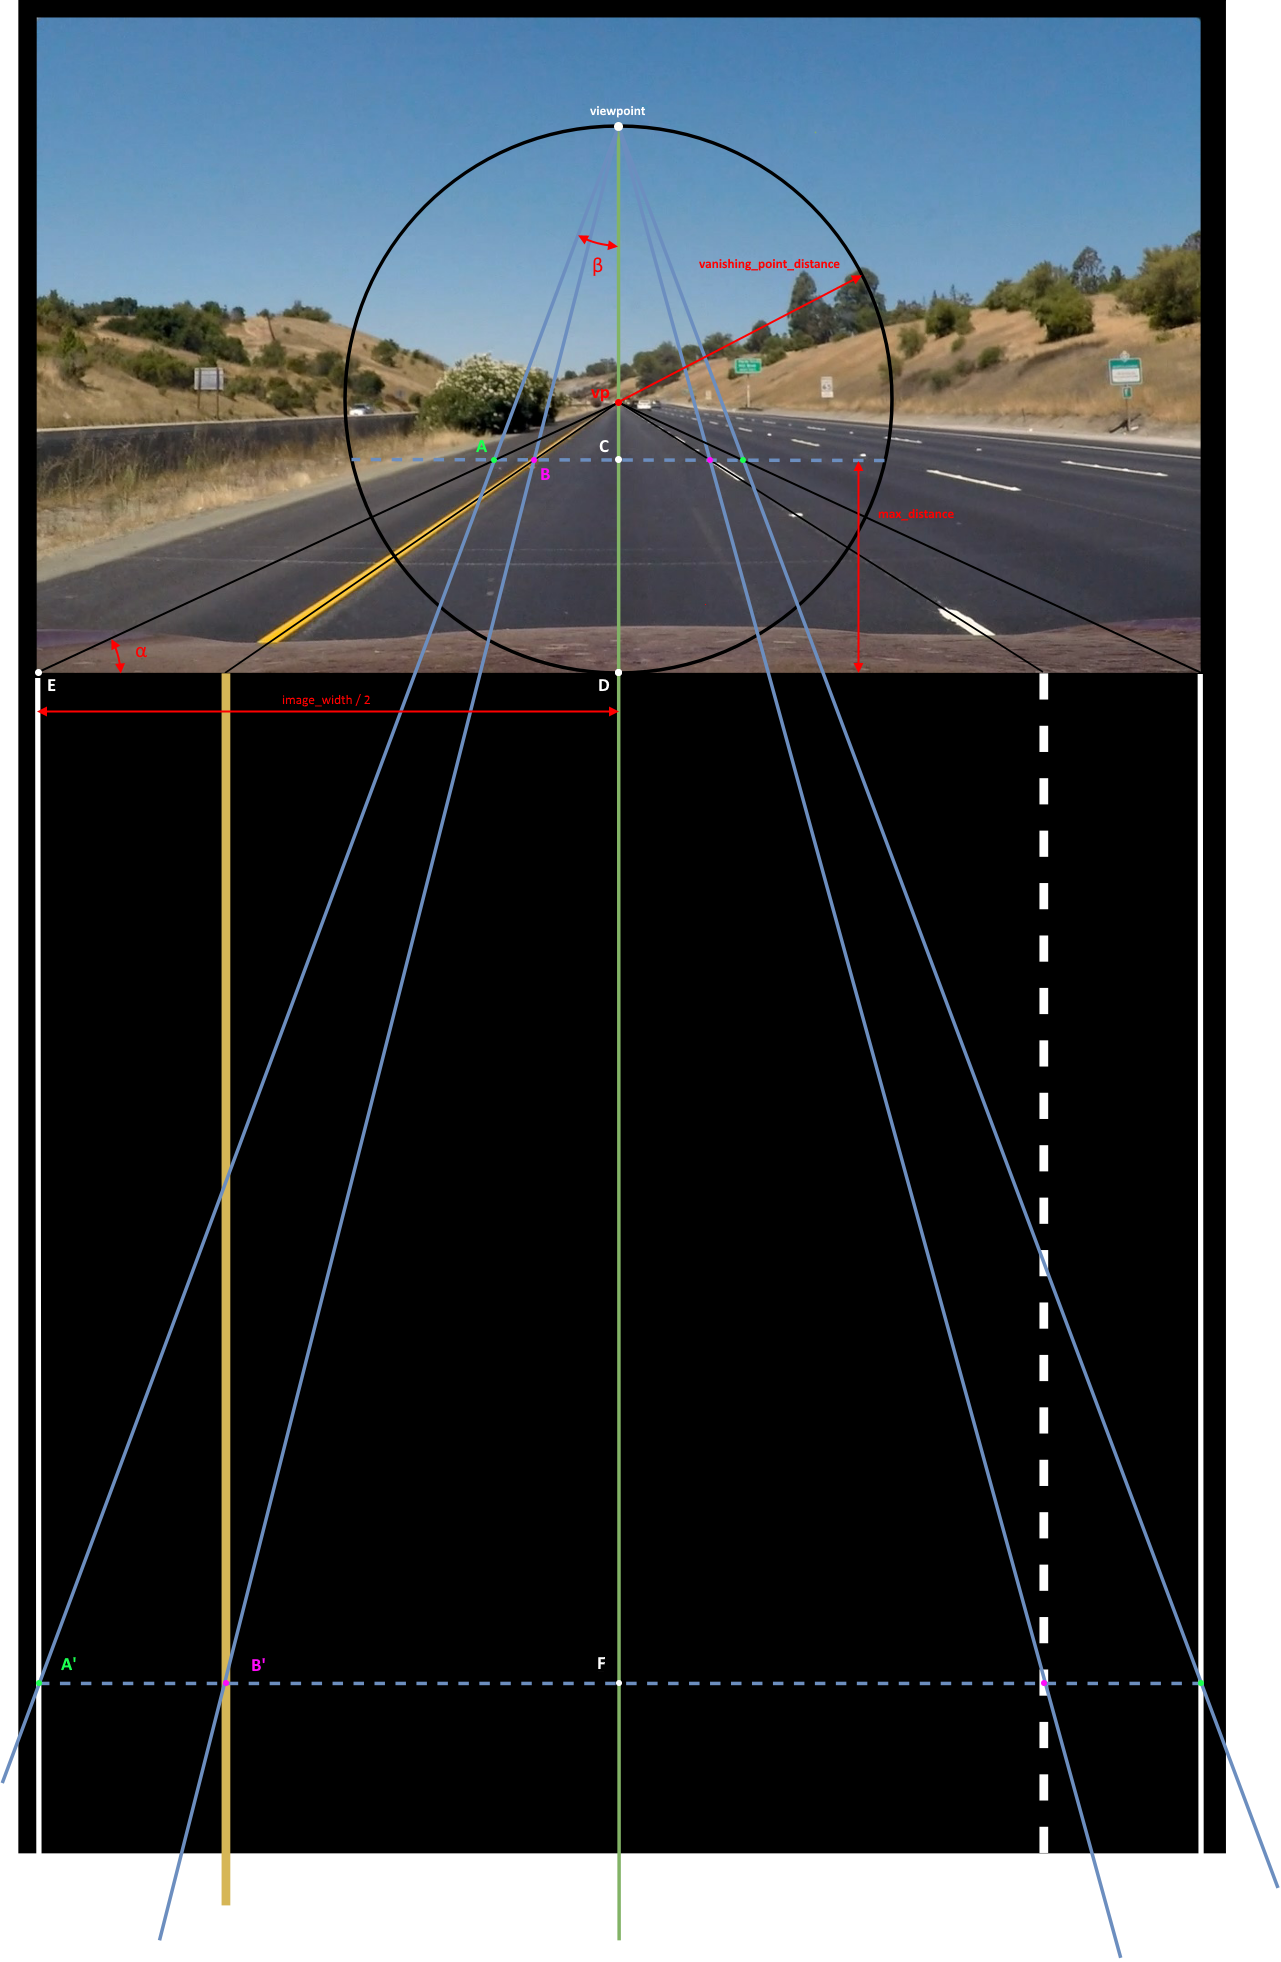 viewpoint
β
vanishing_point_distance
vp
A
C
B
max_distance
α
E
D
image_width / 2
A'
B'
F